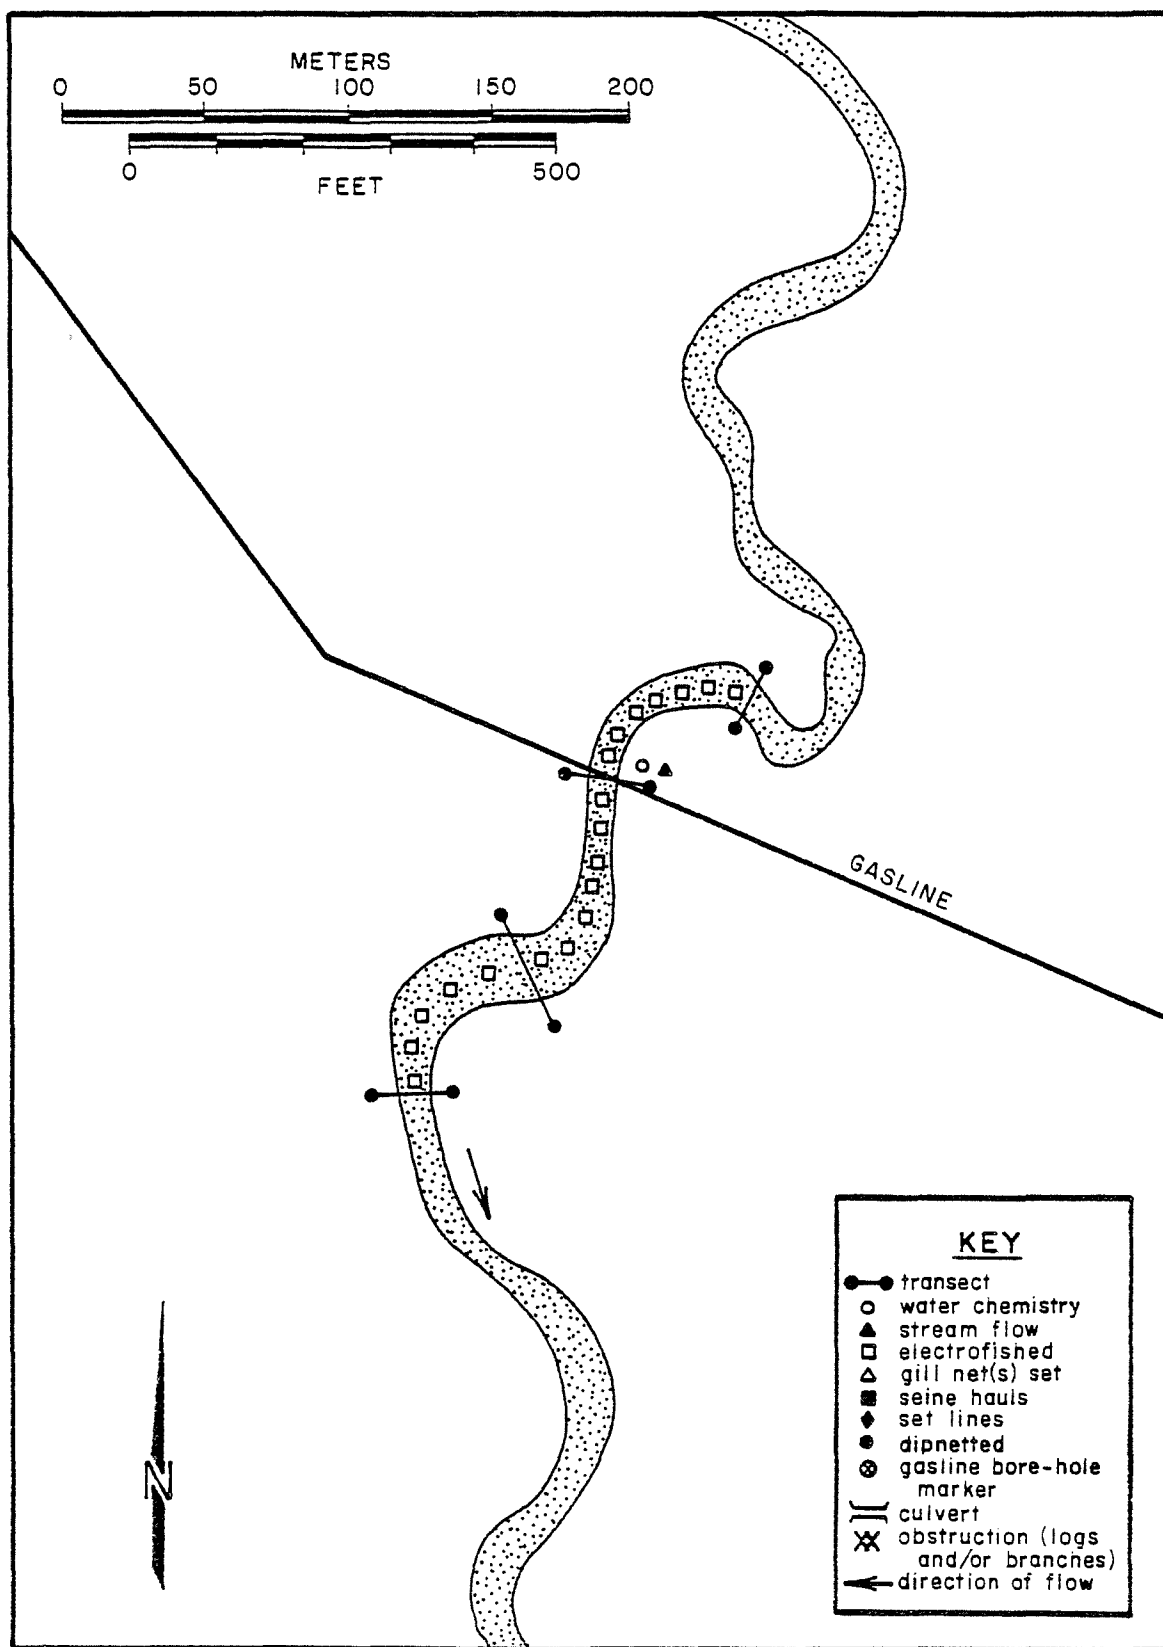 METERS
0 50 100 150 200
0 500
FEET
GASLINE
N
KEY
transect
water chemistry
stream flow
electrofished
gill net(s) set
seine hauls
set lines
dipnetted
gasline bore-hole
marker
culvert
obstruction (logs
and/or branches)
direction of flow